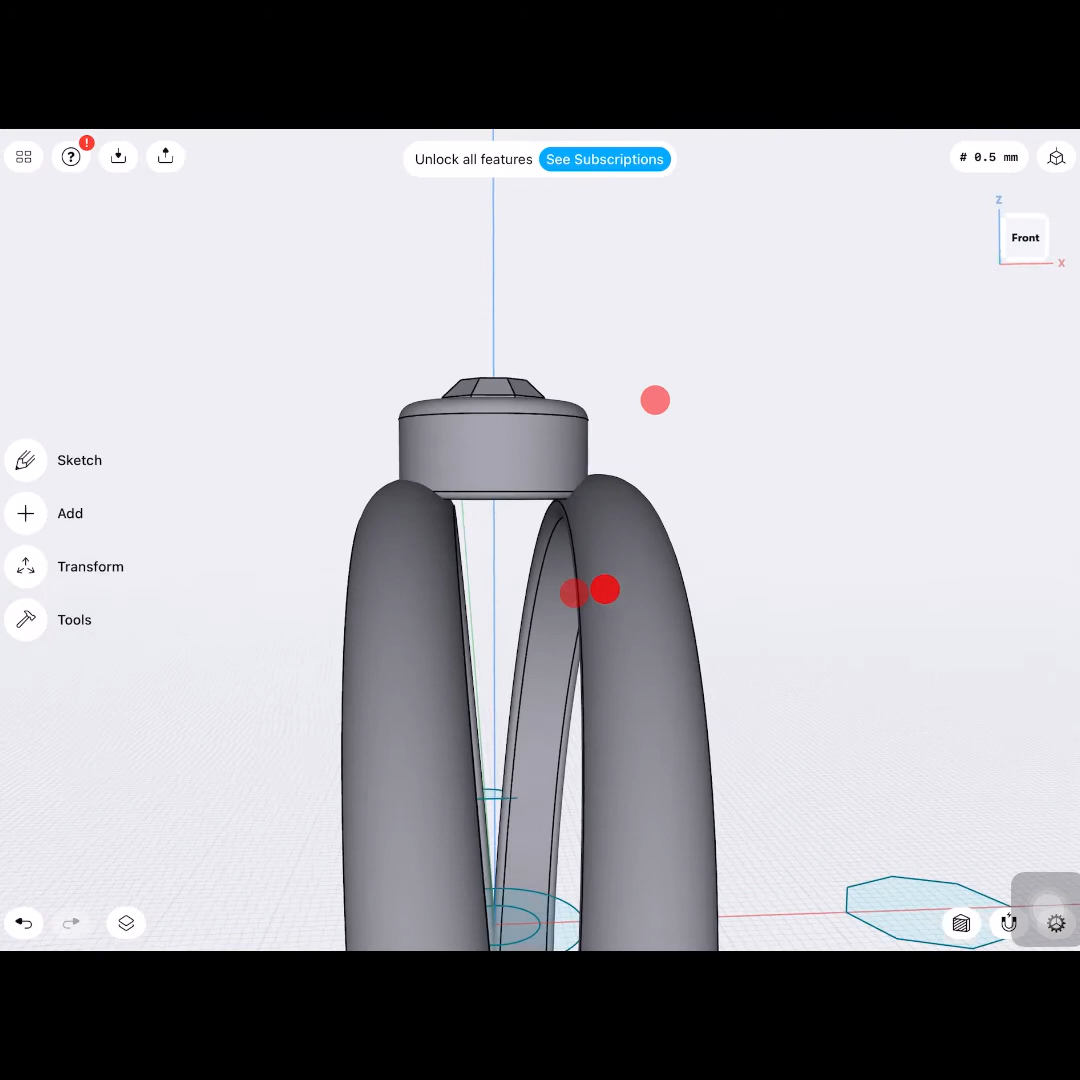 ?
!
Unlock all features See Subscriptions
# 0.5 mm
Z
Front
X
Sketch
Add
Transform
Tools